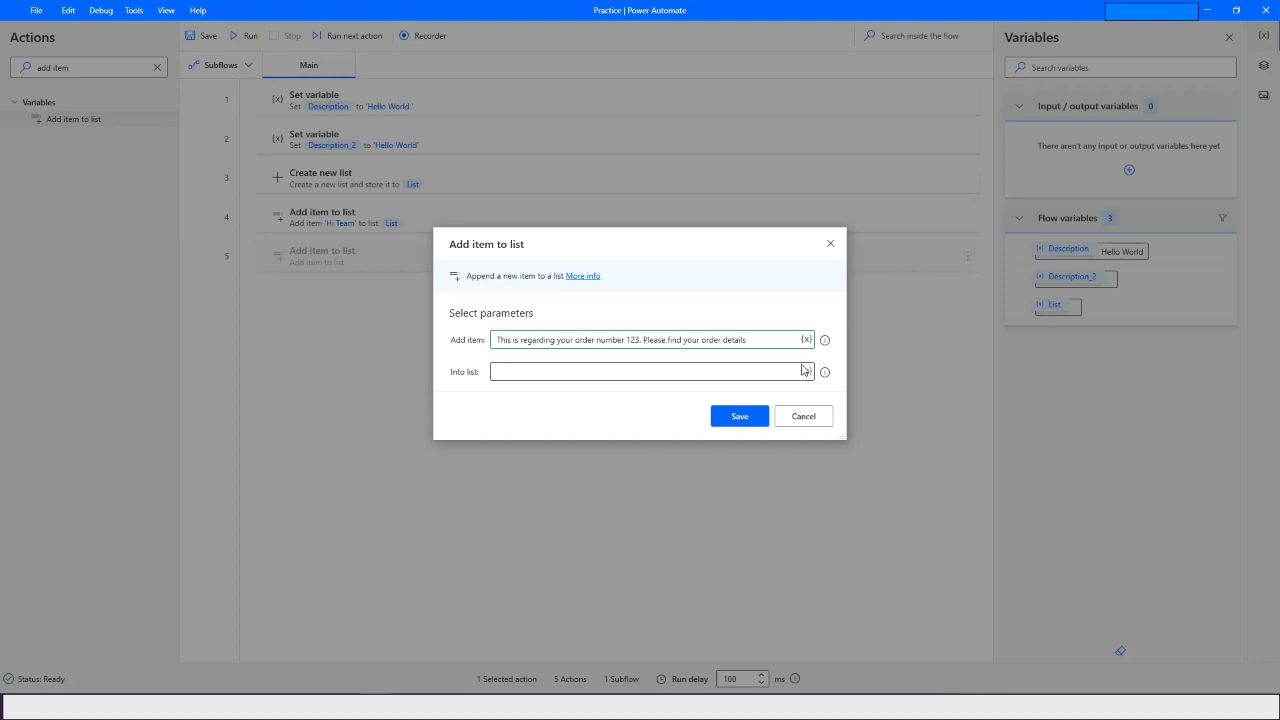 File Edit Debug Tools View Help
Practice | Power Automate
Actions
add item
Variables
Add item to list
Save Run Stop Run next action Recorder
Search inside the flow
Subflows Main
1 Set variable
Set Description to 'Hello World '
2 Set variable
Set Description_2 to 'Hello World'
3 Create new list
Create a new list and store it to List
4 Add item to list
Add item 'Hi Team' to list List
5 Add item to list
Add item to list
Add item to list
Append a new item to a list More info
Select parameters
Add item: This is regarding your order number 123. Please find your order details {x}
Into list:
Save Cancel
Variables
{x}
Search variables
Input / output variables 0
There aren't any input or output variables here yet
Flow variables 3
(x) Description Hello World
(x) Description_2
(x) List
Status: Ready 1 Selected action 5 Actions 1 Subflow Run delay 100 ms